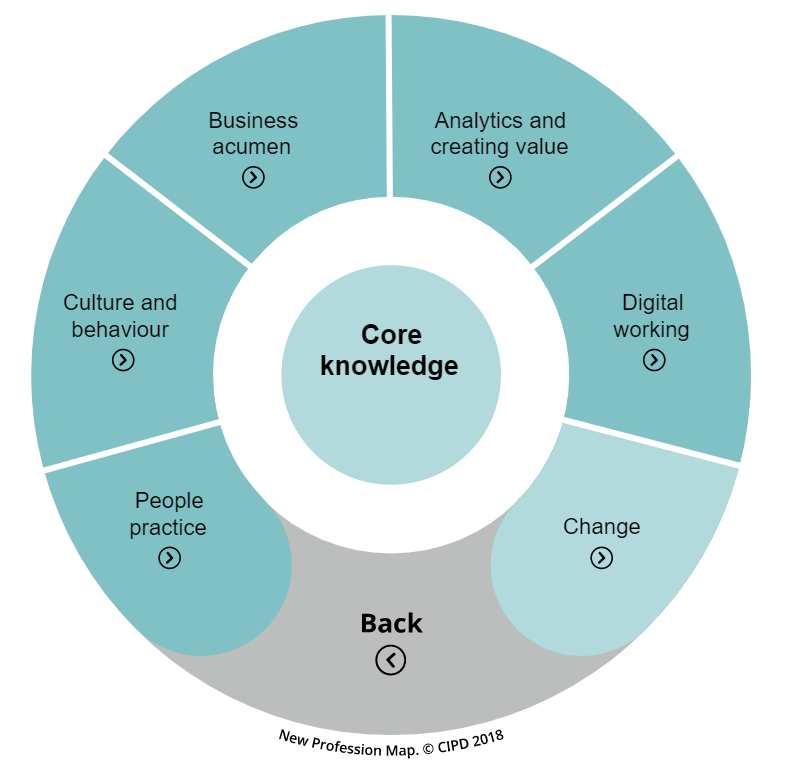 Business
acumen
Analytics and
creating value
Culture and
behaviour
Core
knowledge
Digital
working
People
practice
Change
Back
New Profession Map. © CIPD 2018